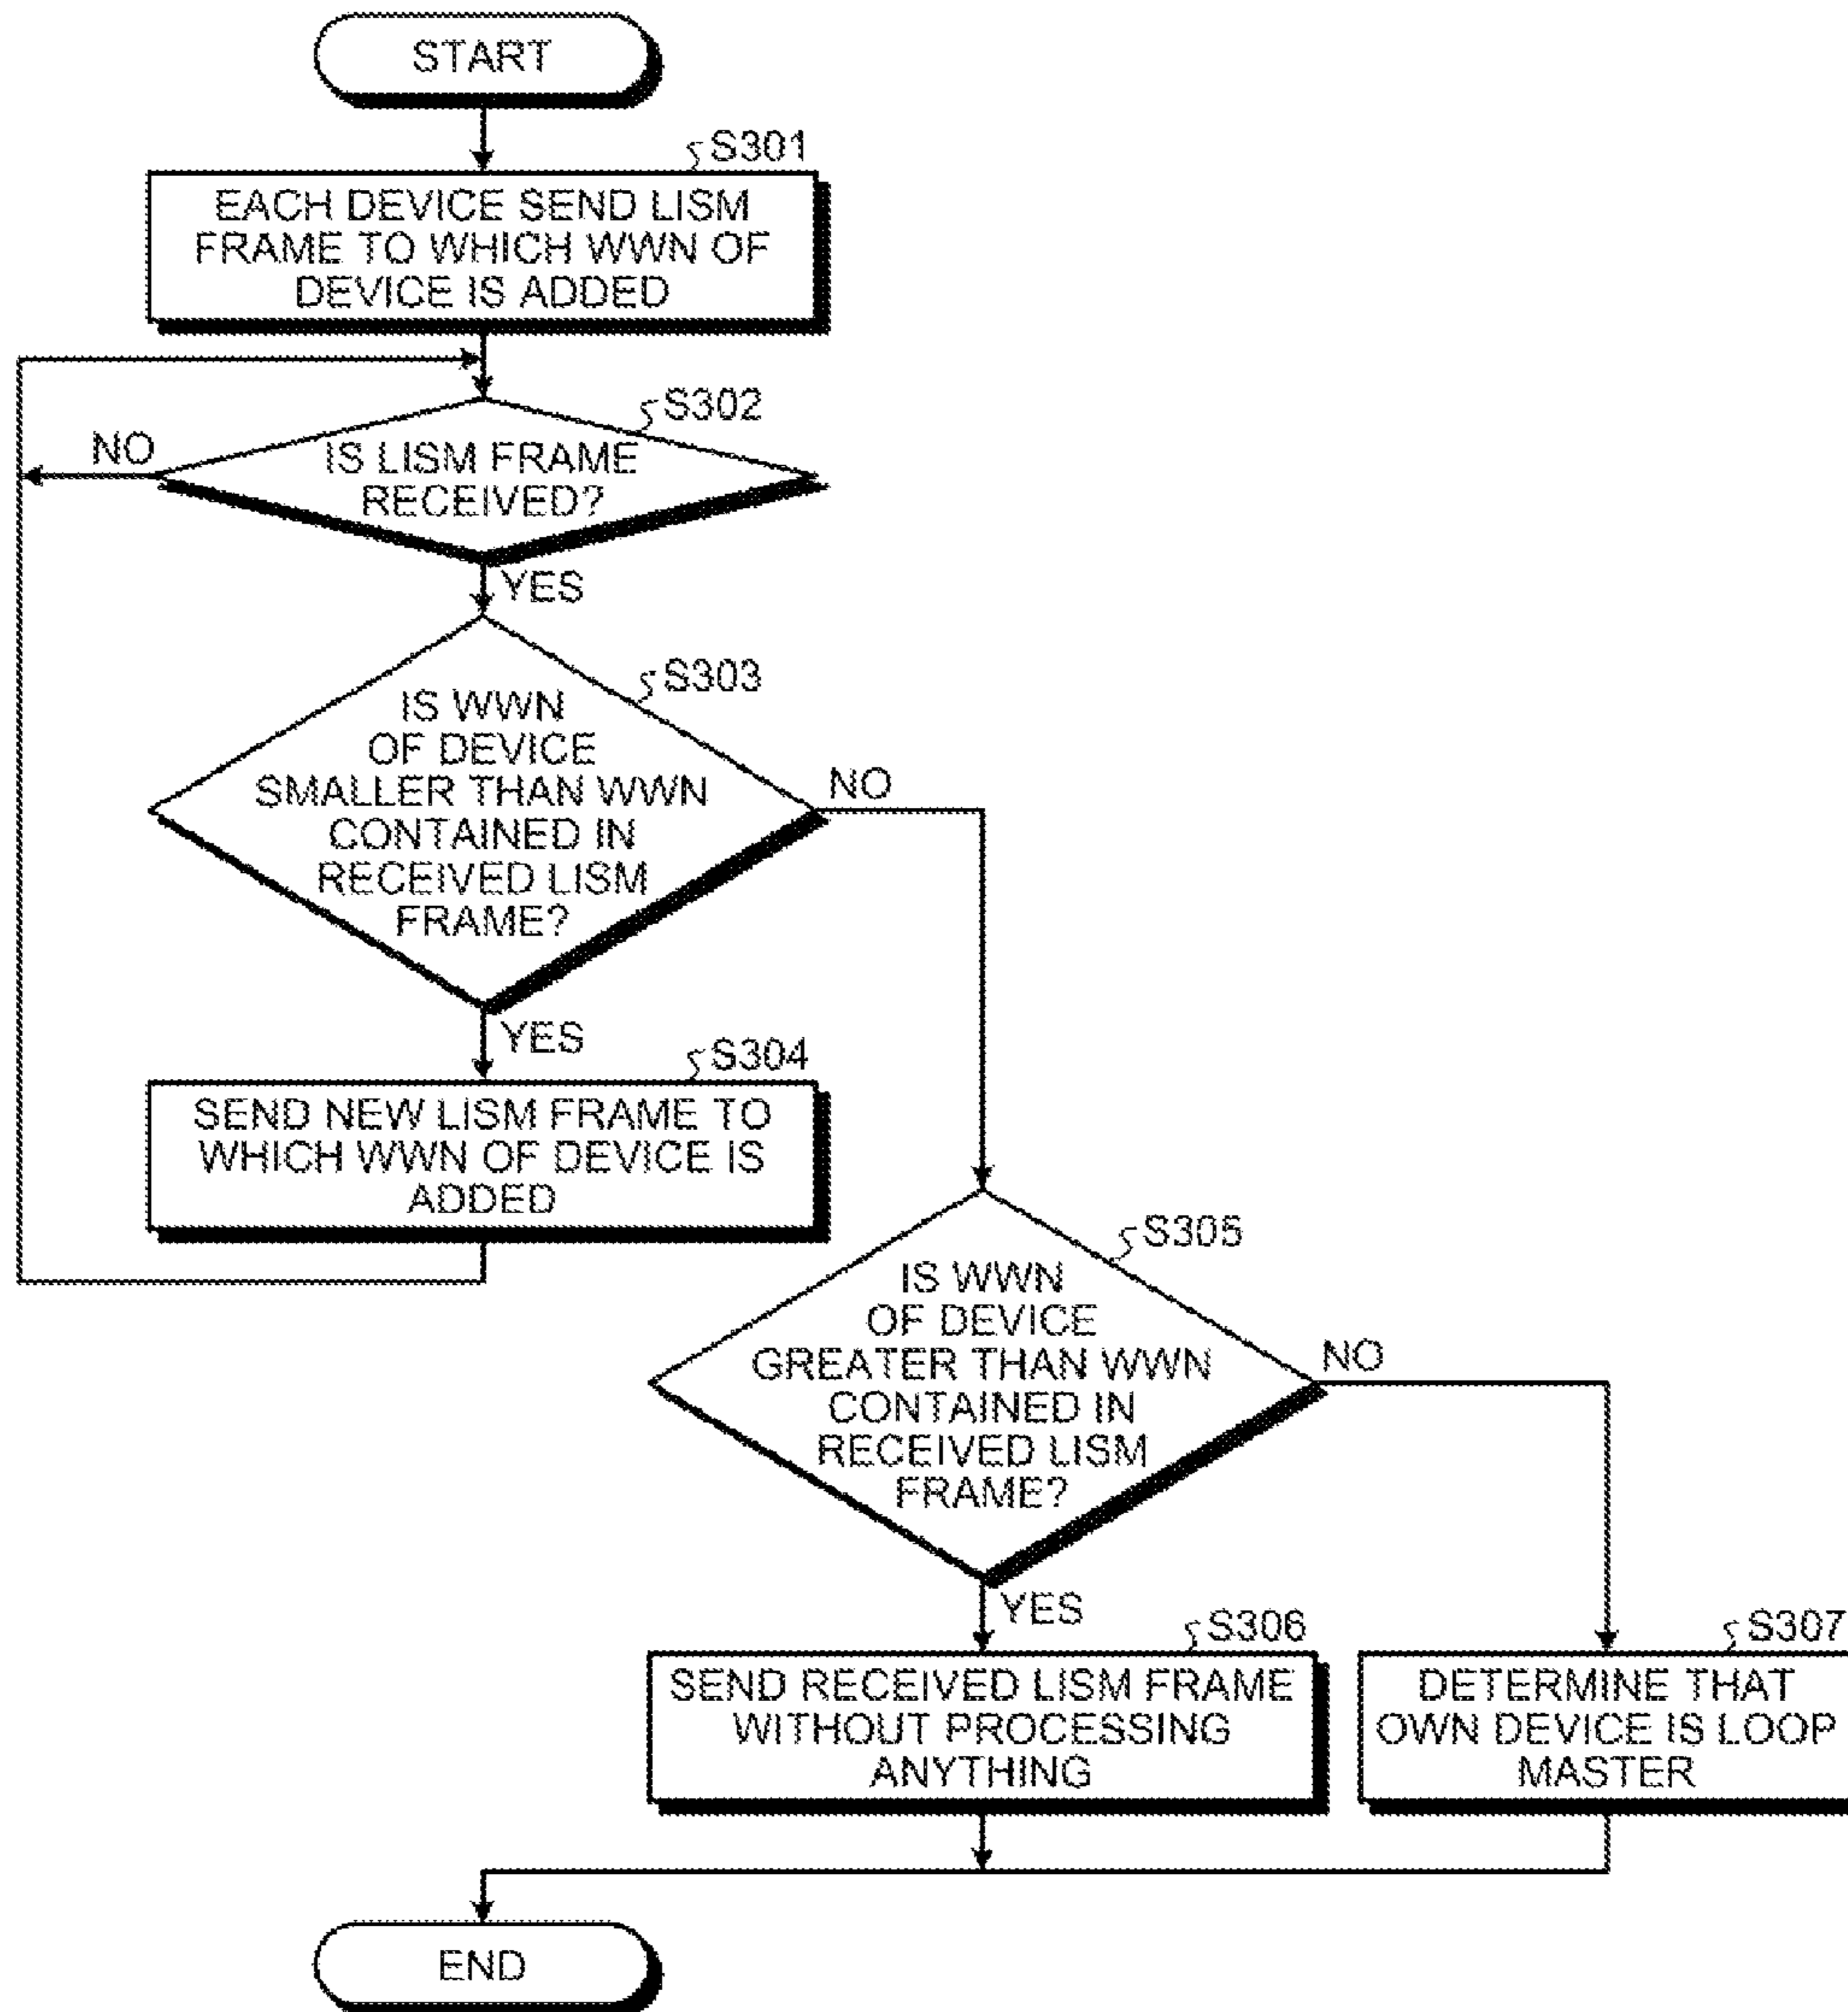 START
S301
EACH DEVICE SEND LISM
FRAME TO WHICH WWN OF
DEVICE IS ADDED
S302
NO
IS LISM FRAME
RECEIVED?
YES
S303
IS WWN
OF DEVICE
SMALLER THAN WWN
CONTAINED IN
RECEIVED LISM
FRAME?
NO
YES
S304
SEND NEW LISM FRAME TO
WHICH WWN OF DEVICE IS
ADDED
S305
IS WWN
OF DEVICE
GREATER THAN WWN
CONTAINED IN
RECEIVED LISM
FRAME?
NO
YES
S306
SEND RECEIVED LISM FRAME
WITHOUT PROCESSING
ANYTHING
S307
DETERMINE THAT
OWN DEVICE IS LOOP
MASTER
END